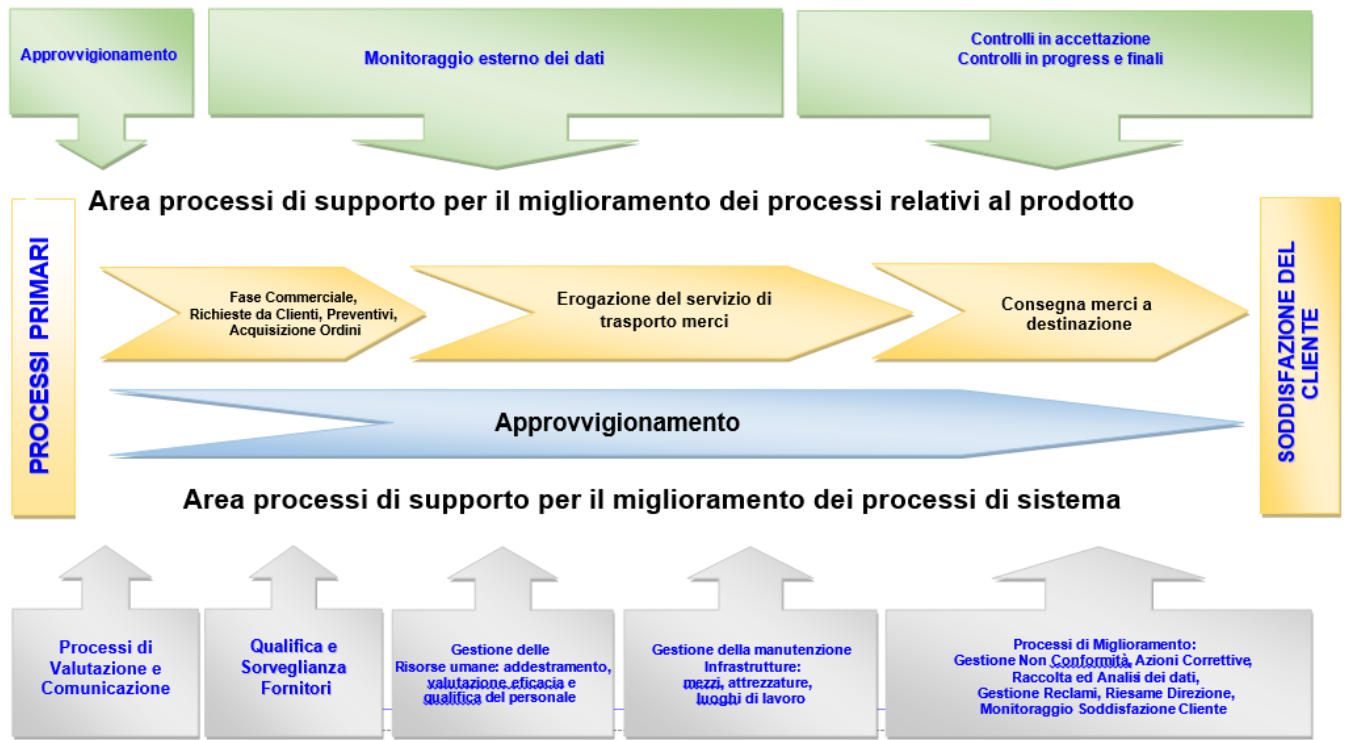 Approvvigionamento
Monitoraggio esterno dei dati
Controlli in accettazione
Controlli in progress e finali
Area processi di supporto per il miglioramento dei processi relativi al prodotto
PROCESSI PRIMARI
Fase Commerciale,
Richieste da Clienti, Preventivi,
Acquisizione Ordini
Erogazione del servizio di
trasporto merci
Consegna merci a
destinazione
SODDISFAZIONE DEL
CLIENTE
Approvvigionamento
Area processi di supporto per il miglioramento dei processi di sistema
Processi di
Valutazione e
Comunicazione
Qualifica e
Sorveglianza
Fornitori
Gestione delle
Risorse umane: addestramento,
valutazione eficacia e
qualifica del personale
Gestione della manutenzione
Infrastrutture:
mezzi, attrezzature,
luoghi di lavoro
Processi di Miglioramento:
Gestione Non Conformità, Azioni Correttive,
Raccolta ed Analisi dei dati,
Gestione Reclami, Riesame Direzione,
Monitoraggio Soddisfazione Cliente